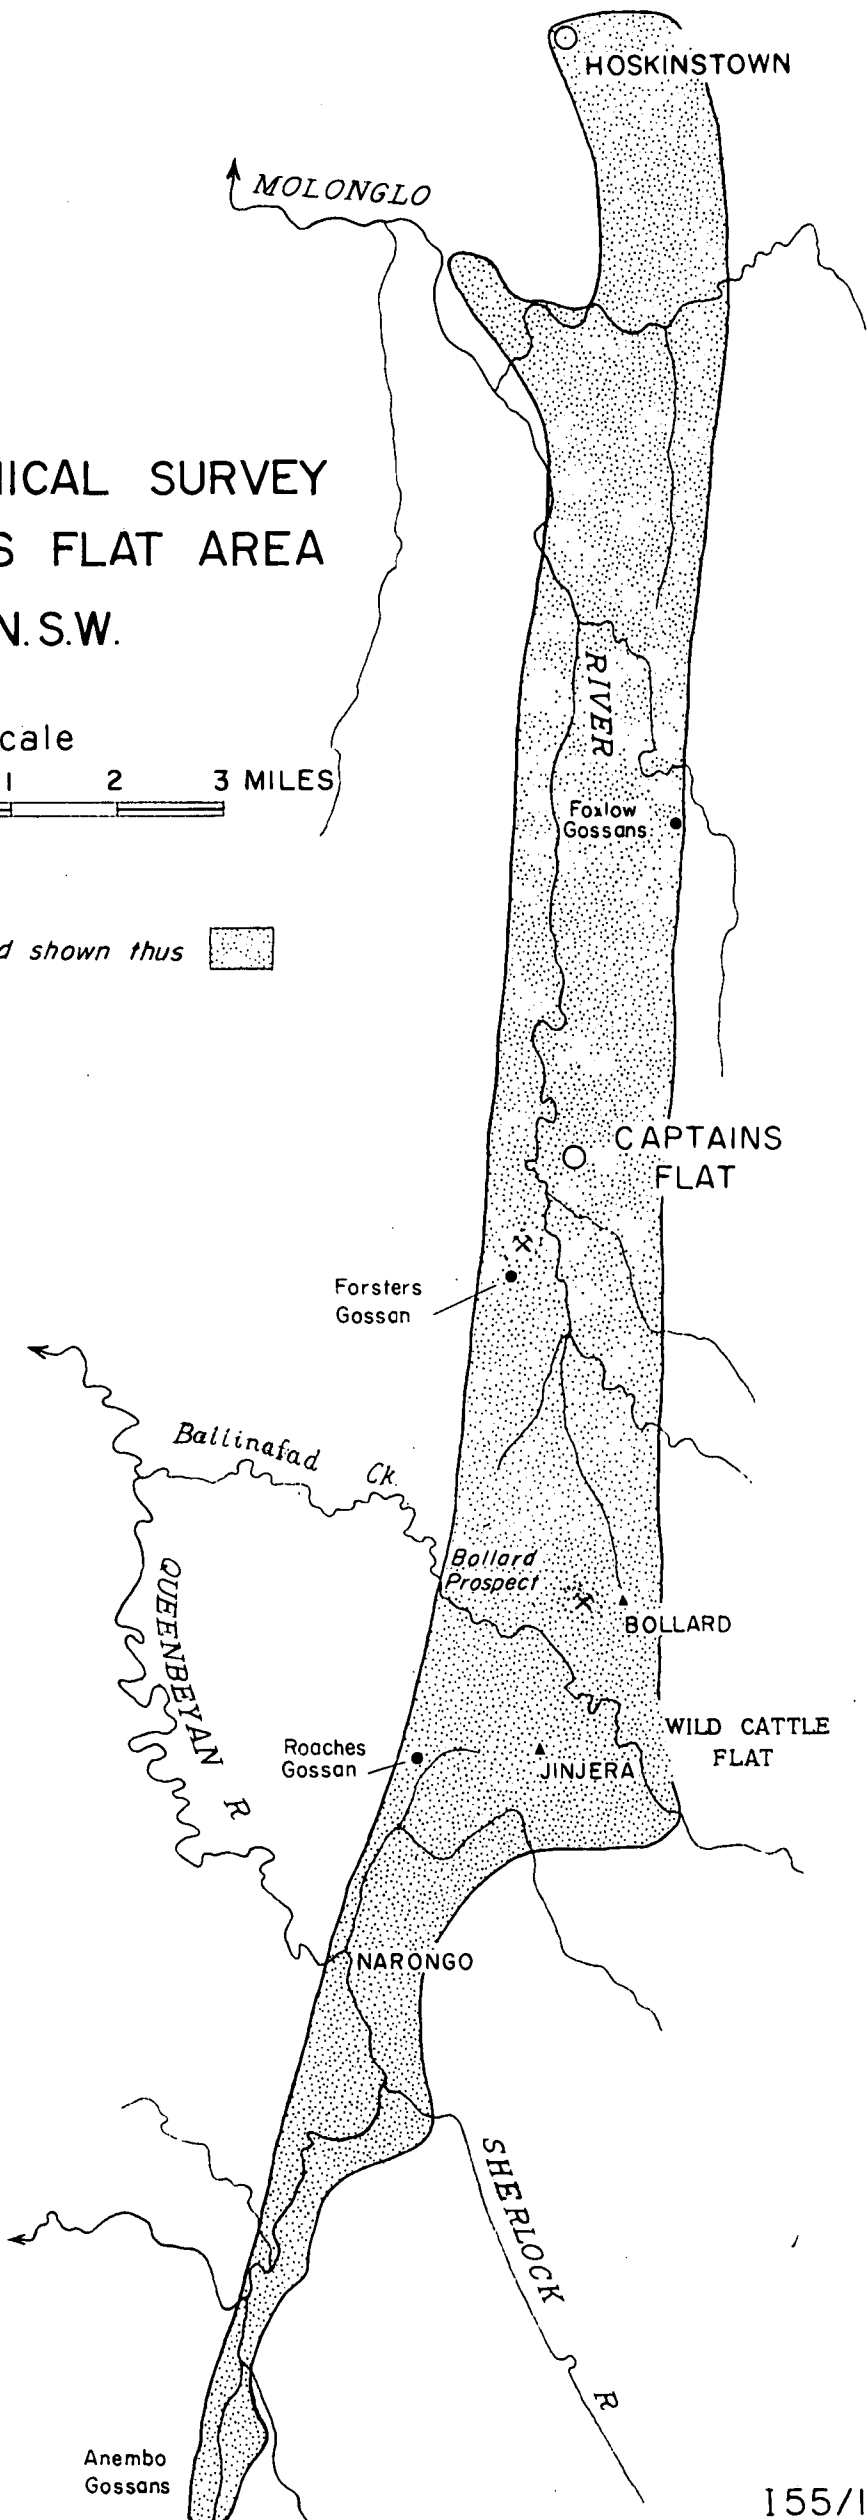 HOSKINSTOWN
MOLONGLO
ICAL SURVEY
S FLAT AREA
N.S.W.
cale
1 2 3 MILES
RIVER
Foxlow
Gossans
d shown thus
CAPTAINS
FLAT
Forsters
Gossan
Ballinafad Ck.
Bollard
Prospect
BOLLARD
QUEENBEYAN R
WILD CATTLE
FLAT
Roaches
Gossan
JINJERA
NARONGO
SHERLOCK R
Anembo
Gossans
I55/1